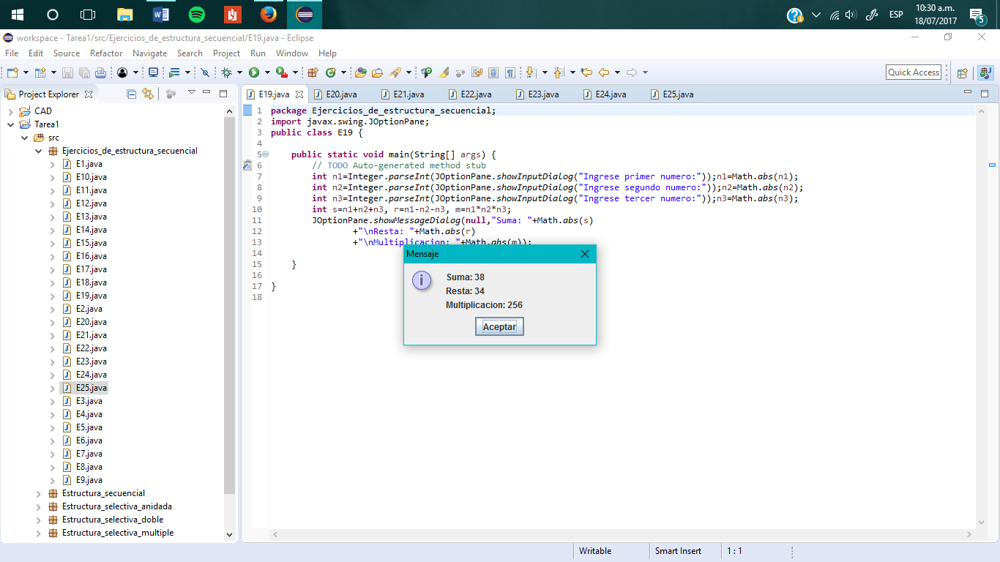 10:30 a.m.
ESP
18/07/2017
5
workspace - Tarea1/src/Ejercicios_de_estructura_secuencial/E19.java - Eclipse
File Edit Source Refactor Navigate Search Project Run Window Help
Quick Access
Project Explorer
E19.java E20.java E21.java E22.java E23.java E24.java E25.java
CAD
Tarea1
src
Ejercicios_de_estructura_secuencial
E1.java
E10.java
E11.java
E12.java
E13.java
E14.java
E15.java
E16.java
E17.java
E18.java
E19.java
E2.java
E20.java
E21.java
E22.java
E23.java
E24.java
E25.java
E3.java
E4.java
E5.java
E6.java
E7.java
E8.java
E9.java
Estructura_secuencial
Estructura_selectiva_anidada
Estructura_selectiva_doble
Estructura_selectiva_multiple
1 package Ejercicios_de_estructura_secuencial;
2 import javax.swing.JOptionPane;
3 public class E19 {
4
5 public static void main(String[] args) {
6 // TODO Auto-generated method stub
7 int n1=Integer.parseInt(JOptionPane.showInputDialog("Ingrese primer numero:"));n1=Math.abs(n1);
8 int n2=Integer.parseInt(JOptionPane.showInputDialog("Ingrese segundo numero:"));n2=Math.abs(n2);
9 int n3=Integer.parseInt(JOptionPane.showInputDialog("Ingrese tercer numero:"));n3=Math.abs(n3);
10 int s=n1+n2+n3, r=n1-n2-n3, m=n1*n2*n3;
11 JOptionPane.showMessageDialog(null,"Suma: "+Math.abs(s)
12 +"\nResta: "+Math.abs(r)
13 +"\nMultiplicacion: "+Math.abs(m));
14
15 }
16
17 }
18
Mensaje
Suma: 38
Resta: 34
Multiplicacion: 256
Aceptar
Writable Smart Insert 1 : 1